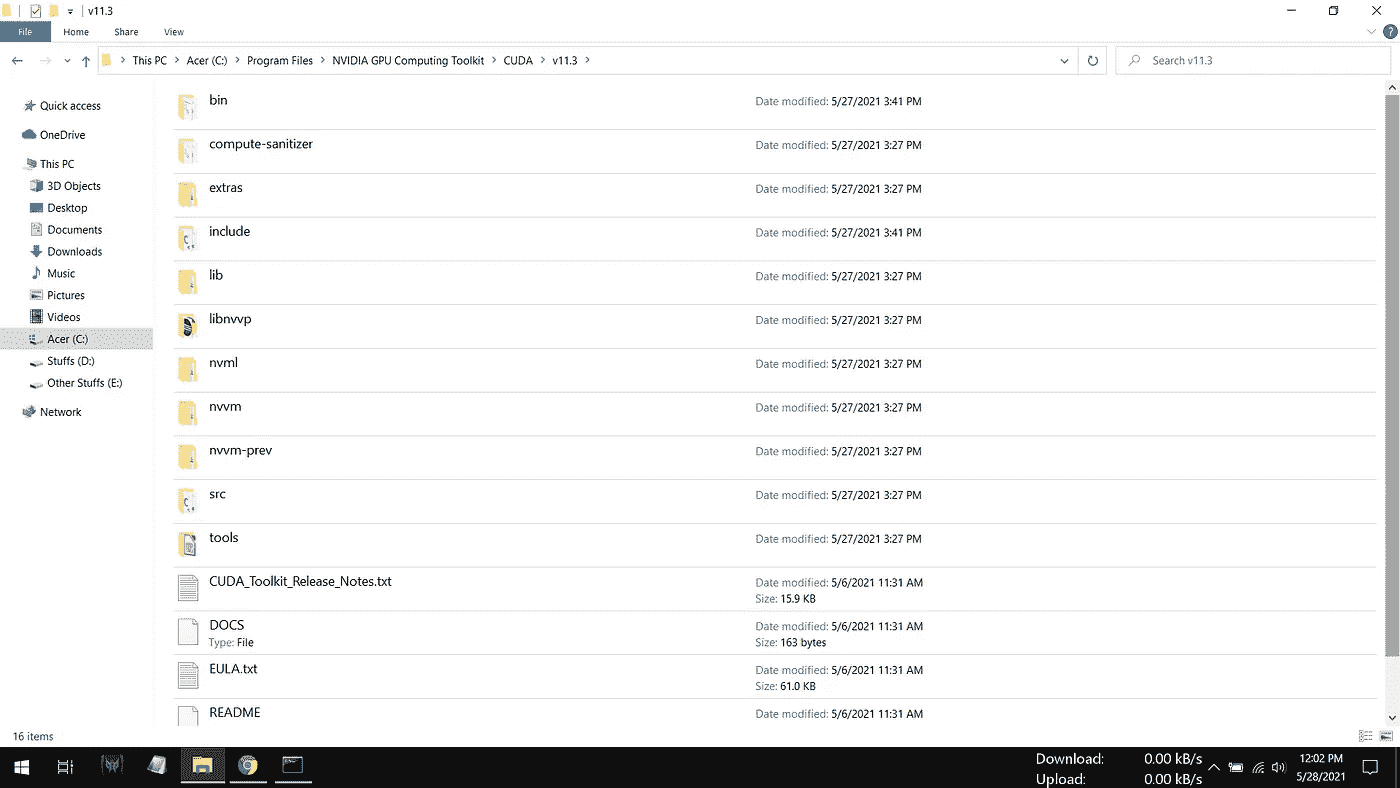 v11.3
File Home Share View
This PC Acer (C:) Program Files NVIDIA GPU Computing Toolkit CUDA v11.3
Search v11.3
Quick access
OneDrive
This PC
3D Objects
Desktop
Documents
Downloads
Music
Pictures
Videos
Acer (C:)
Stuffs (D:)
Other Stuffs (E:)
Network
bin Date modified: 5/27/2021 3:41 PM
compute-sanitizer Date modified: 5/27/2021 3:27 PM
extras Date modified: 5/27/2021 3:27 PM
include Date modified: 5/27/2021 3:41 PM
lib Date modified: 5/27/2021 3:27 PM
libnvvp Date modified: 5/27/2021 3:27 PM
nvml Date modified: 5/27/2021 3:27 PM
nvvm Date modified: 5/27/2021 3:27 PM
nvvm-prev Date modified: 5/27/2021 3:27 PM
src Date modified: 5/27/2021 3:27 PM
tools Date modified: 5/27/2021 3:27 PM
CUDA_Toolkit_Release_Notes.txt Date modified: 5/6/2021 11:31 AM
Size: 15.9 KB
DOCS Date modified: 5/6/2021 11:31 AM
Type: File Size: 163 bytes
EULA.txt Date modified: 5/6/2021 11:31 AM
Size: 61.0 KB
README Date modified: 5/6/2021 11:31 AM
16 items
Download: 0.00 kB/s
Upload: 0.00 kB/s
12:02 PM
5/28/2021